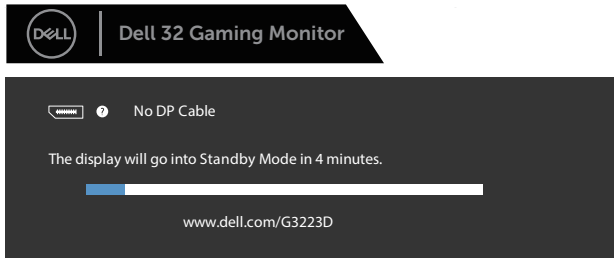 DELL
Dell 32 Gaming Monitor
? No DP Cable
The display will go into Standby Mode in 4 minutes.
www.dell.com/G3223D